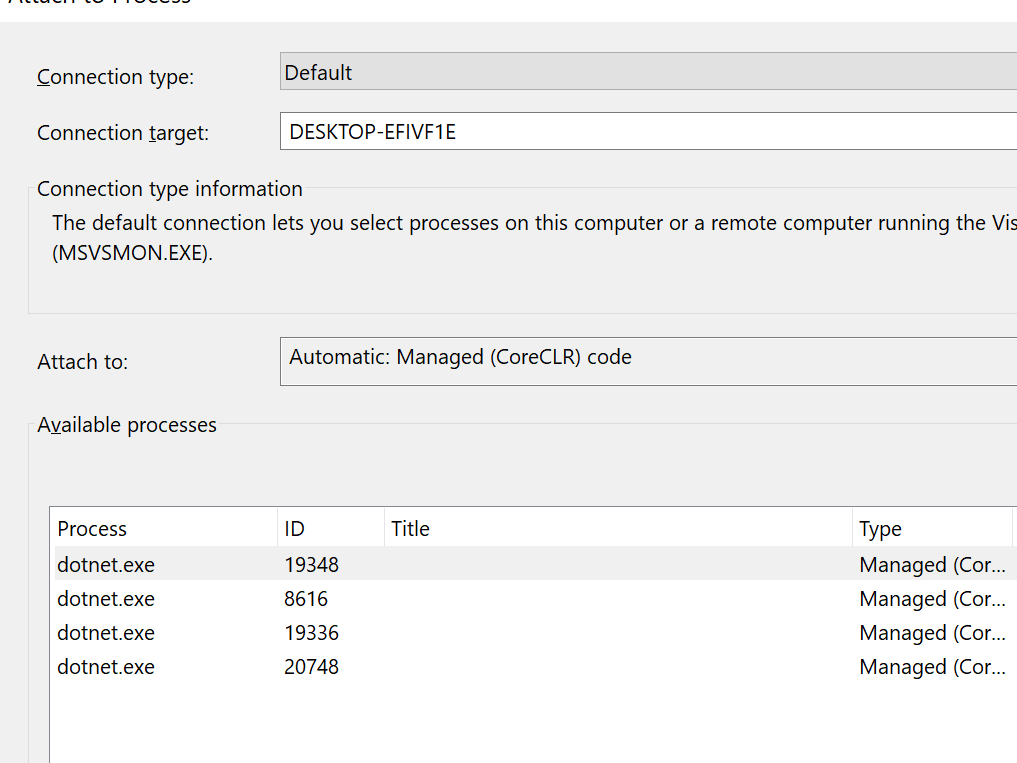 Attach to Process
Connection type:
Default
Connection target:
DESKTOP-EFIVF1E
Connection type information
The default connection lets you select processes on this computer or a remote computer running the Vis
(MSVSMON.EXE).
Attach to:
Automatic: Managed (CoreCLR) code
Available processes
Process ID Title Type
dotnet.exe 19348 Managed (Cor...
dotnet.exe 8616 Managed (Cor...
dotnet.exe 19336 Managed (Cor...
dotnet.exe 20748 Managed (Cor...